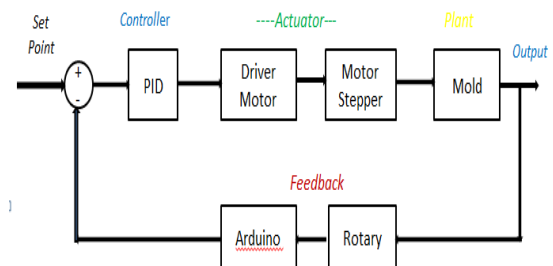 Set
Point
Controller
----Actuator---
Plant
Output
+
-
PID
Driver
Motor
Motor
Stepper
Mold
Feedback
Arduino
Rotary